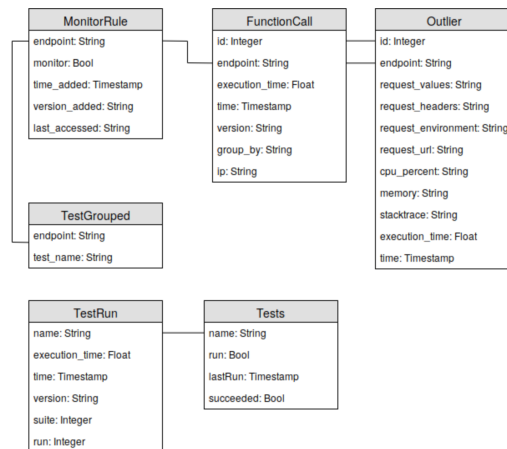 MonitorRule
endpoint: String
monitor: Bool
time_added: Timestamp
version_added: String
last_accessed: String
FunctionCall
id: Integer
endpoint: String
execution_time: Float
time: Timestamp
version: String
group_by: String
ip: String
Outlier
id: Integer
endpoint: String
request_values: String
request_headers: String
request_environment: String
request_url: String
cpu_percent: String
memory: String
stacktrace: String
execution_time: Float
time: Timestamp
TestGrouped
endpoint: String
test_name: String
TestRun
name: String
execution_time: Float
time: Timestamp
version: String
suite: Integer
run: Integer
Tests
name: String
run: Bool
lastRun: Timestamp
succeeded: Bool